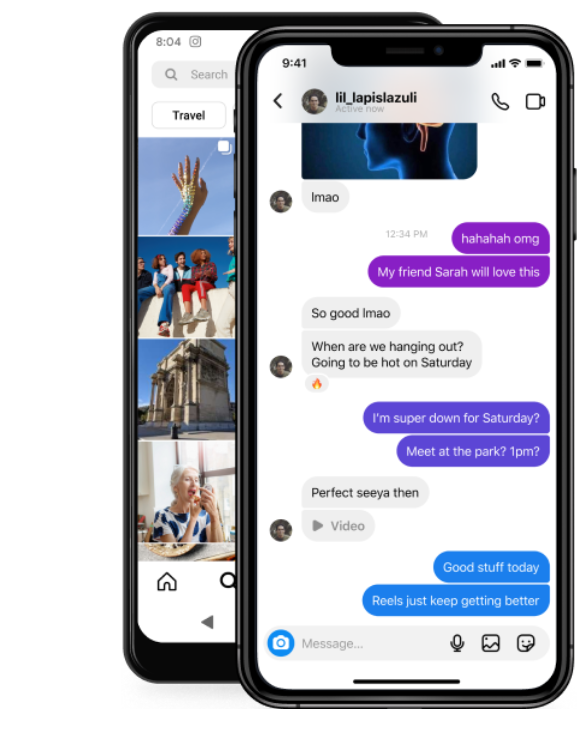 8:04
Search
Travel
9:41
lil_lapislazuli
Active now
lmao
12:34 PM
hahahah omg
My friend Sarah will love this
So good lmao
When are we hanging out?
Going to be hot on Saturday
I'm super down for Saturday?
Meet at the park? 1pm?
Perfect seeya then
Video
Good stuff today
Reels just keep getting better
Message...